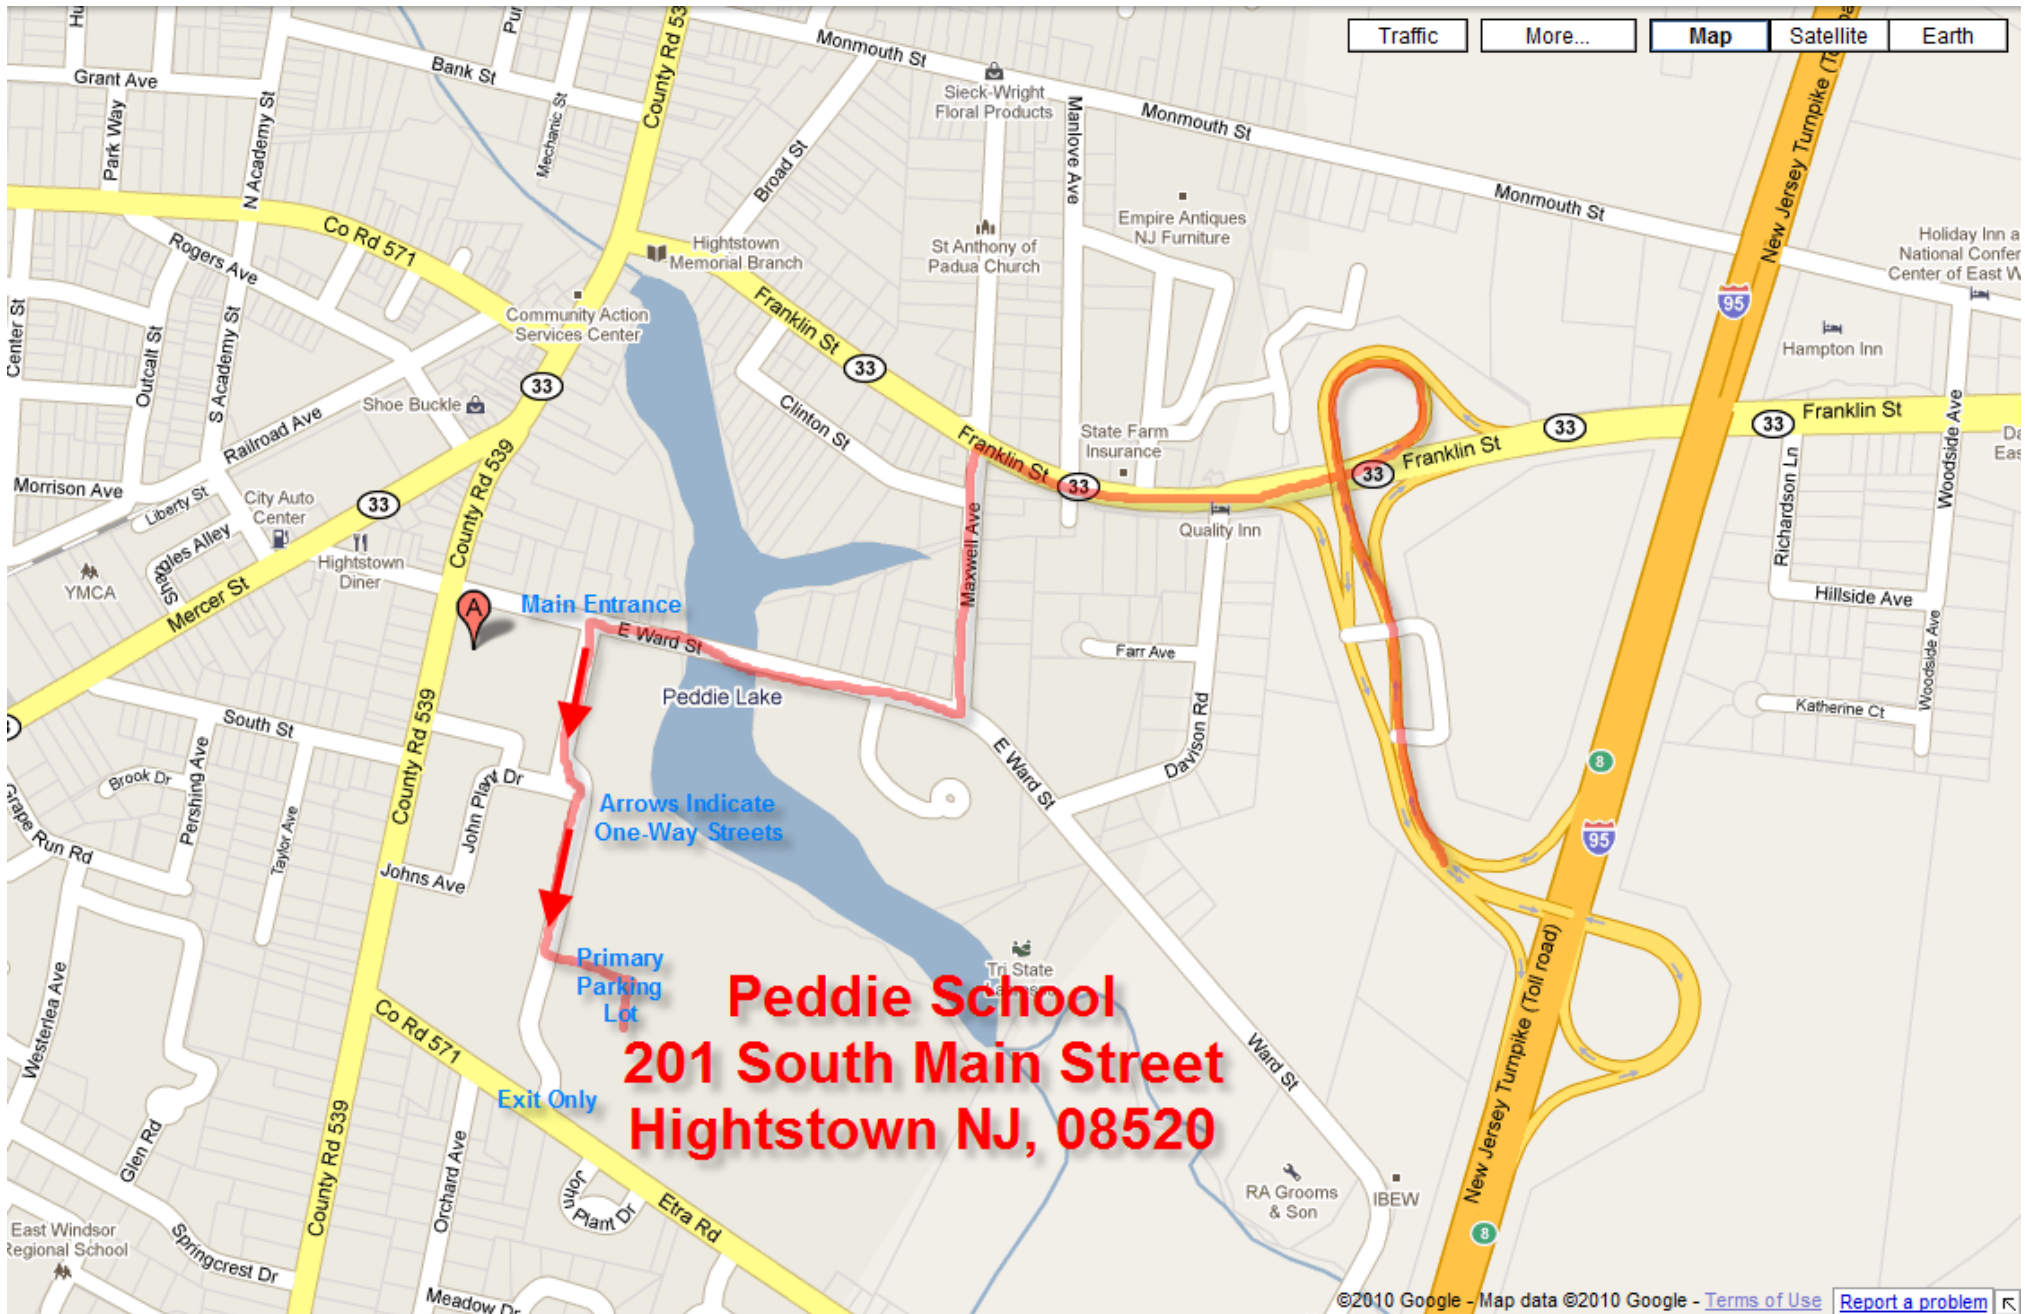 Traffic
More...
Map
Satellite
Earth
Grant Ave
Park Way
N Academy St
Bank St
Mechanic St
County Rd 53
Monmouth St
Sieck-Wright
Floral Products
Manlove Ave
Monmouth St
Monmouth St
New Jersey Turnpike
Broad St
Empire Antiques
NJ Furniture
St Anthony of
Padua Church
Hightstown
Memorial Branch
Co Rd 571
Rogers Ave
Center St
Outcalt St
S Academy St
Community Action
Services Center
Franklin St
33
33
Shoe Buckle
Clinton St
Railroad Ave
Morrison Ave
Liberty St
City Auto
Center
33
County Rd 539
Hightstown
Diner
YMCA
Mercer St
Franklin St
State Farm
Insurance
33
Quality Inn
33
Franklin St
33
33
Franklin St
95
Holiday Inn a
National Confer
Center of East W
Hampton Inn
Woodside Ave
Richardson Ln
Hillside Ave
Woodside Ave
Katherine Ct
Maxwell Ave
Farr Ave
Davison Rd
A
Main Entrance
E Ward St
Peddie Lake
E Ward St
County Rd 539
South St
Pershing Ave
Brook Dr
Taylor Ave
John Plant Dr
Johns Ave
Grape Run Rd
Arrows Indicate
One-Way Streets
8
95
Westerlea Ave
Primary
Parking
Lot
Tri State
Peddie School
201 South Main Street
Hightstown NJ, 08520
Co Rd 571
Exit Only
Orchard Ave
County Rd 539
Glen Rd
Springcrest Dr
East Windsor
Regional School
John
Plant Dr
Etra Rd
Meadow Dr
Ward St
RA Grooms
& Son
IBEW
New Jersey Turnpike (Toll road)
8
©2010 Google - Map data ©2010 Google - Terms of Use
Report a problem